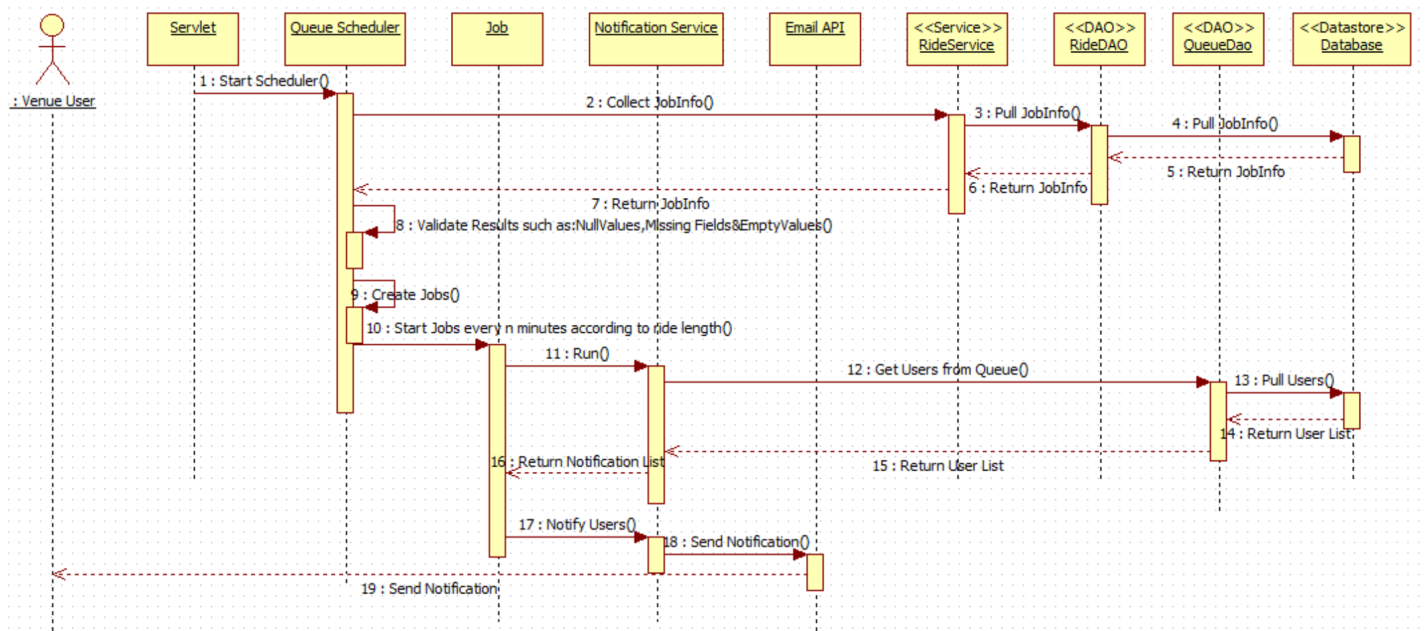 Servlet
Queue Scheduler
Job
Notification Service
Email API
<<Service>>
RideService
<<DAO>>
RideDAO
<<DAO>>
QueueDao
<<Datastore>>
Database
: Venue User
1 : Start Scheduler()
2 : Collect JobInfo()
3 : Pull JobInfo()
4 : Pull JobInfo()
5 : Return JobInfo
6 : Return JobInfo
7 : Return JobInfo
8 : Validate Results such as:NullValues,Missing Fields&EmptyValues()
9 : Create Jobs()
10 : Start Jobs every n minutes according to ride length()
11 : Run()
12 : Get Users from Queue()
13 : Pull Users()
14 : Return User List
15 : Return User List
16 : Return Notification List
17 : Notify Users()
18 : Send Notification()
19 : Send Notification